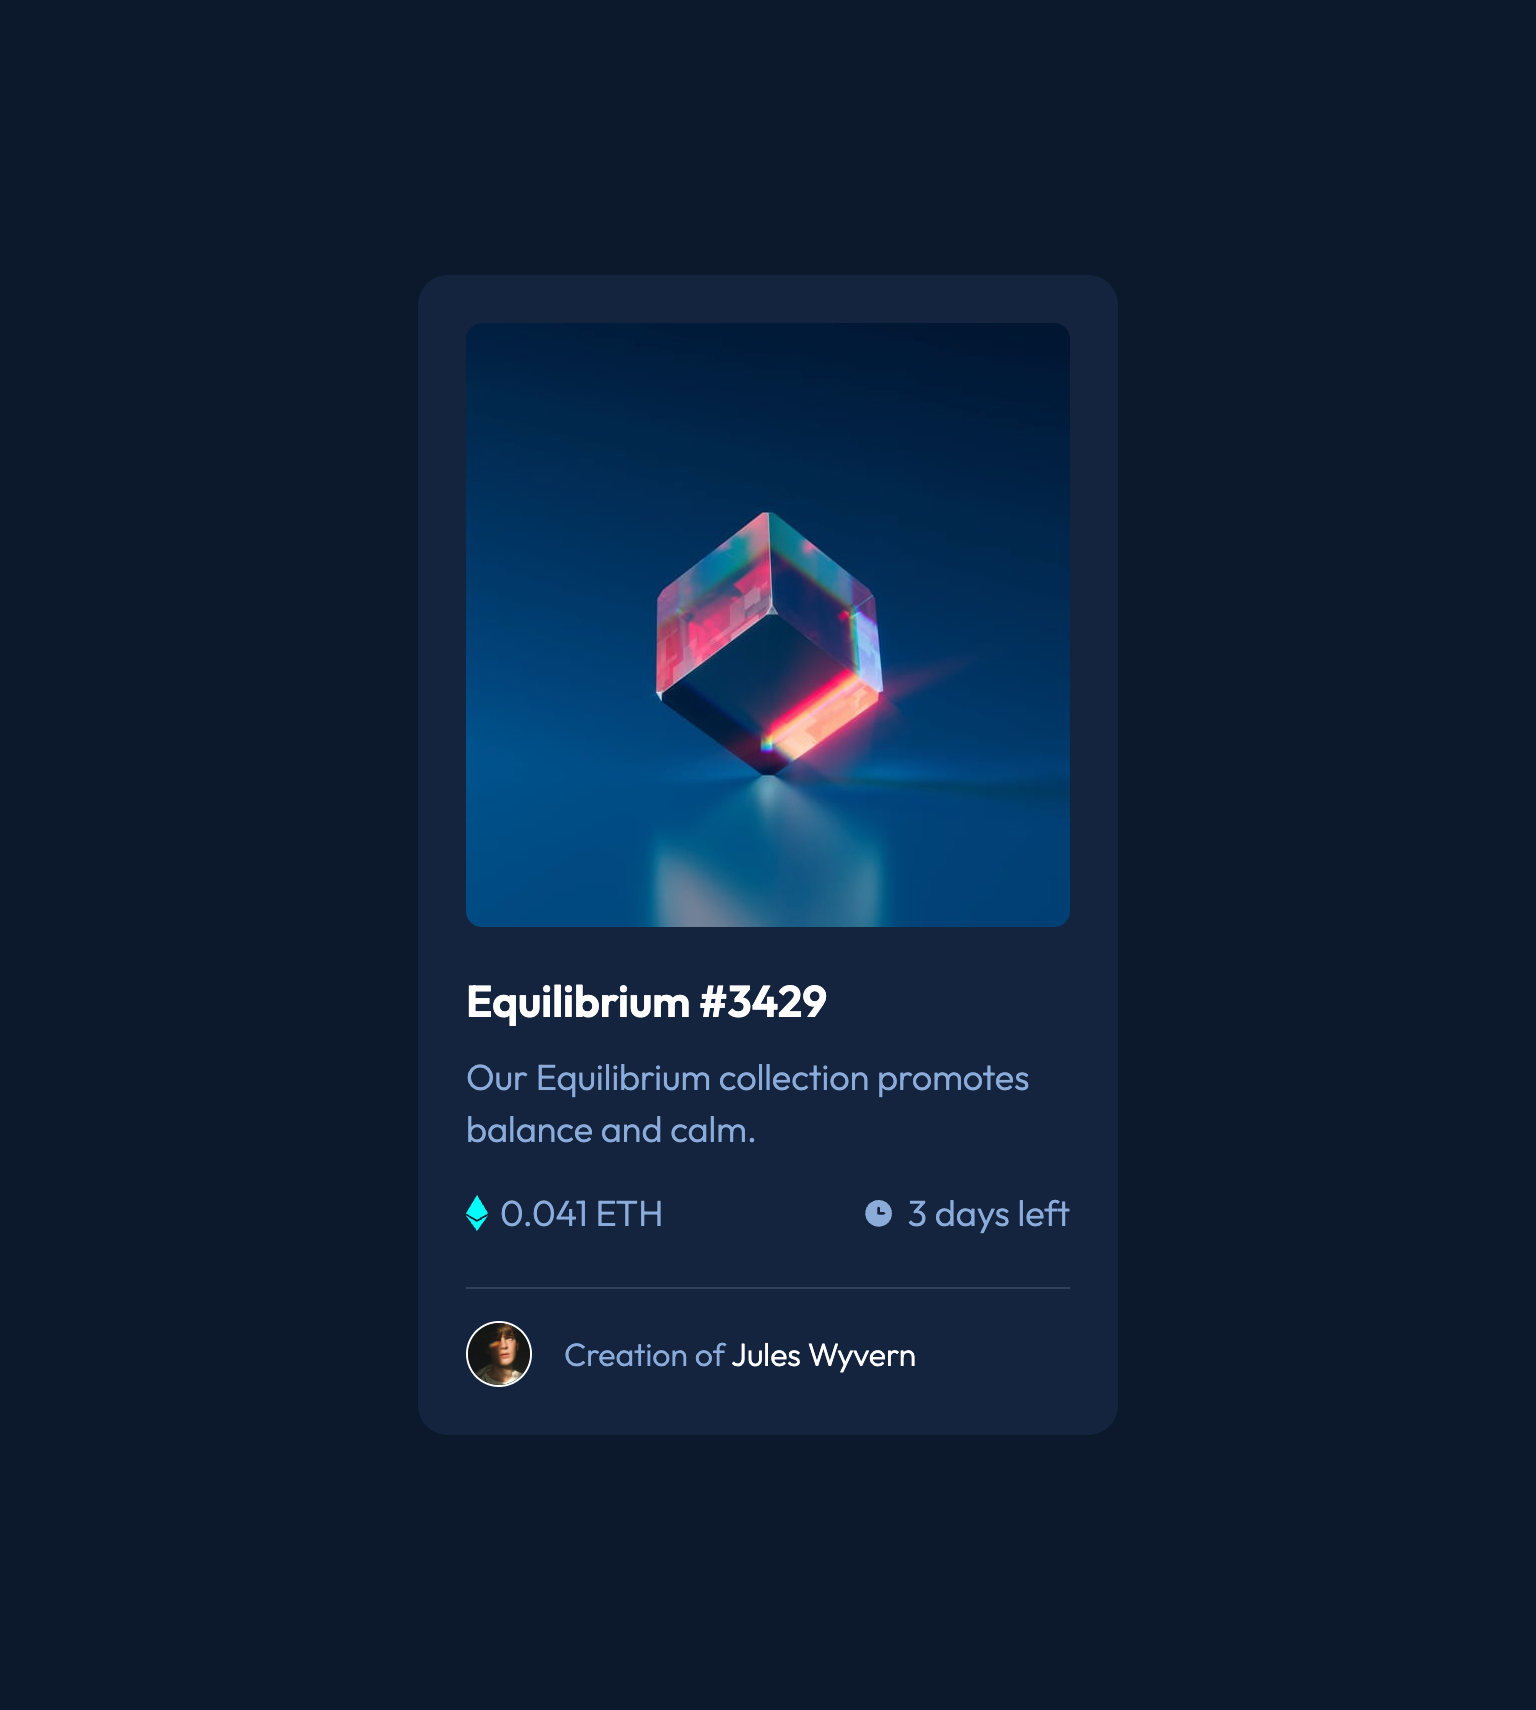 Equilibrium #3429
Our Equilibrium collection promotes
balance and calm.
0.041 ETH
3 days left
Creation of Jules Wyvern